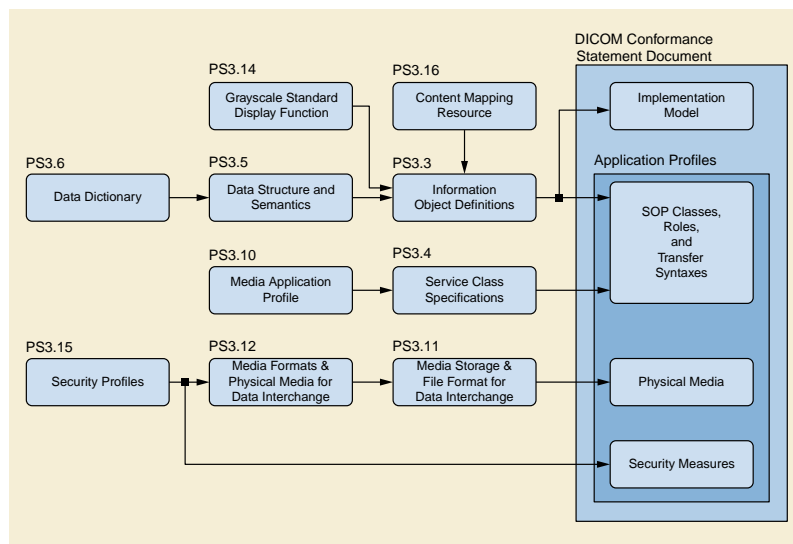 DICOM Conformance
Statement Document
PS3.14
Grayscale Standard
Display Function
PS3.16
Content Mapping
Resource
Implementation
Model
PS3.6
Data Dictionary
PS3.5
Data Structure and
Semantics
PS3.3
Information
Object Definitions
Application Profiles
SOP Classes,
Roles,
and
Transfer
Syntaxes
PS3.10
Media Application
Profile
PS3.4
Service Class
Specifications
PS3.15
Security Profiles
PS3.12
Media Formats &
Physical Media for
Data Interchange
PS3.11
Media Storage &
File Format for
Data Interchange
Physical Media
Security Measures